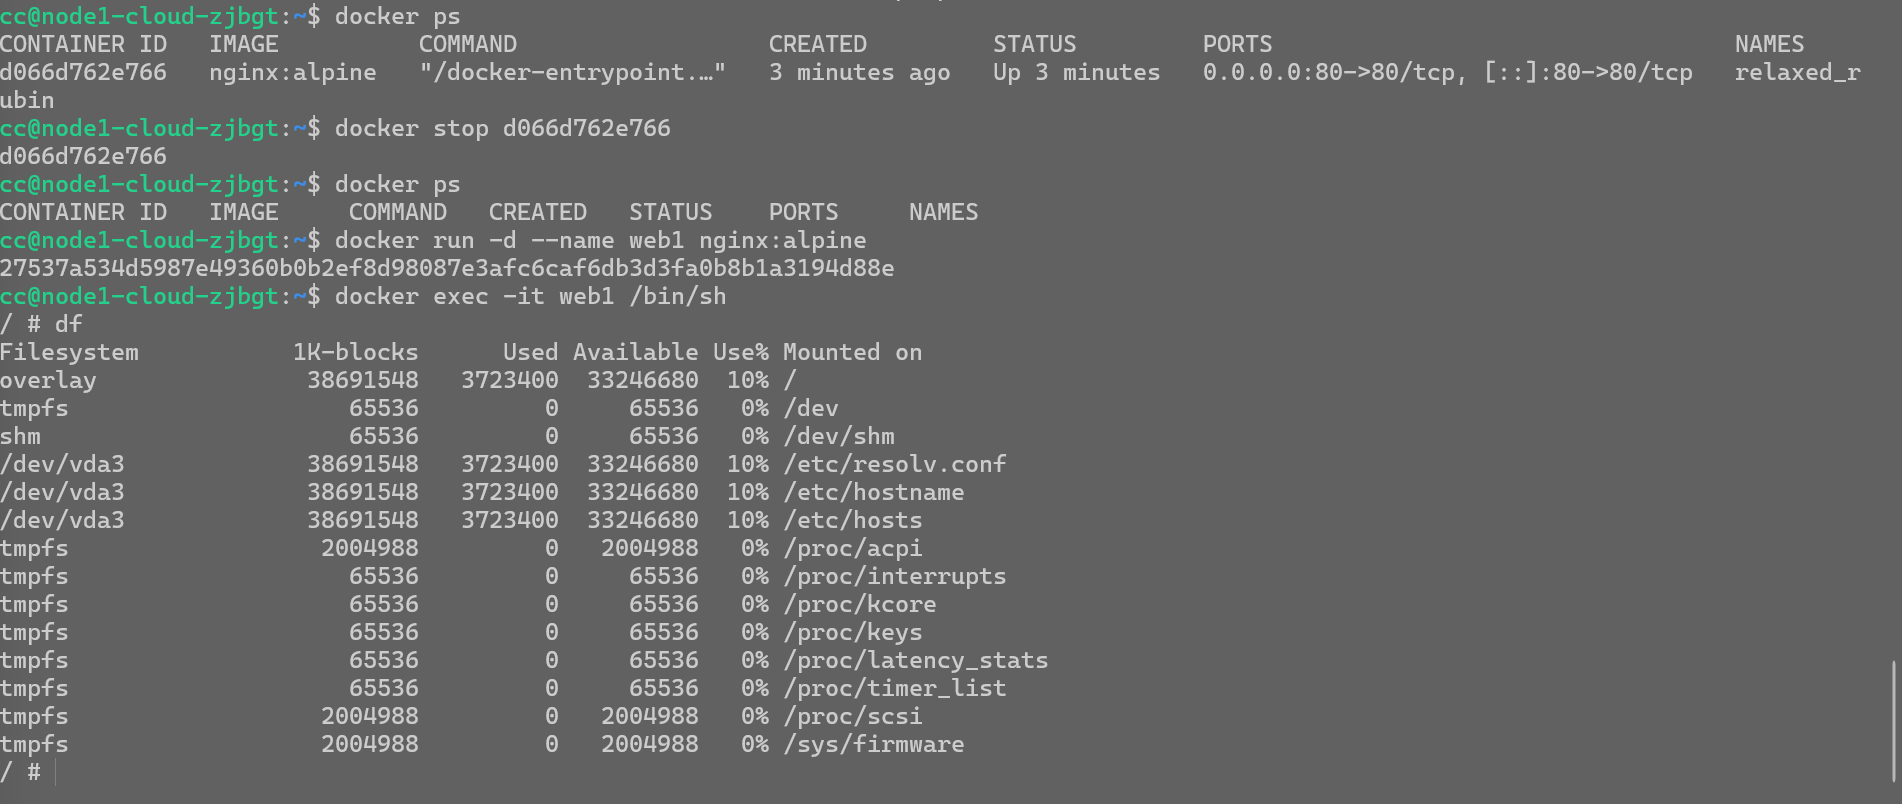 cc@node1-cloud-zjbgt:~$ docker ps
CONTAINER ID   IMAGE          COMMAND                  CREATED         STATUS         PORTS                                 NAMES
d066d762e766   nginx:alpine   "/docker-entrypoint.…"   3 minutes ago   Up 3 minutes   0.0.0.0:80->80/tcp, [::]:80->80/tcp   relaxed_r
ubin
cc@node1-cloud-zjbgt:~$ docker stop d066d762e766
d066d762e766
cc@node1-cloud-zjbgt:~$ docker ps
CONTAINER ID   IMAGE     COMMAND   CREATED   STATUS    PORTS     NAMES
cc@node1-cloud-zjbgt:~$ docker run -d --name web1 nginx:alpine
27537a534d5987e49360b0b2ef8d98087e3afc6caf6db3d3fa0b8b1a3194d88e
cc@node1-cloud-zjbgt:~$ docker exec -it web1 /bin/sh
/ # df
Filesystem           1K-blocks      Used Available Use% Mounted on
overlay               38691548   3723400  33246680  10% /
tmpfs                    65536         0     65536   0% /dev
shm                      65536         0     65536   0% /dev/shm
/dev/vda3             38691548   3723400  33246680  10% /etc/resolv.conf
/dev/vda3             38691548   3723400  33246680  10% /etc/hostname
/dev/vda3             38691548   3723400  33246680  10% /etc/hosts
tmpfs                  2004988         0   2004988   0% /proc/acpi
tmpfs                    65536         0     65536   0% /proc/interrupts
tmpfs                    65536         0     65536   0% /proc/kcore
tmpfs                    65536         0     65536   0% /proc/keys
tmpfs                    65536         0     65536   0% /proc/latency_stats
tmpfs                    65536         0     65536   0% /proc/timer_list
tmpfs                  2004988         0   2004988   0% /proc/scsi
tmpfs                  2004988         0   2004988   0% /sys/firmware
/ #